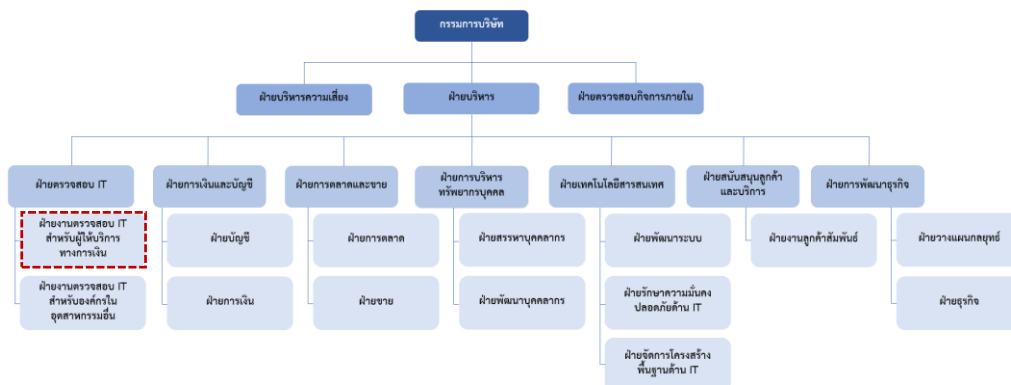 กรรมการบริษัท
ฝ่ายบริหารความเสี่ยง
ฝ่ายบริหาร
ฝ่ายตรวจสอบกิจการภายใน
ฝ่ายตรวจสอบ IT
ฝ่ายการเงินและบัญชี
ฝ่ายการตลาดและขาย
ฝ่ายการบริหาร
ทรัพยากรบุคคล
ฝ่ายเทคโนโลยีสารสนเทศ
ฝ่ายสนับสนุนลูกค้า
และบริการ
ฝ่ายการพัฒนาธุรกิจ
ฝ่ายงานตรวจสอบ IT
สำหรับผู้ให้บริการ
ทางการเงิน
ฝ่ายบัญชี
ฝ่ายการตลาด
ฝ่ายสรรหาบุคคลากร
ฝ่ายพัฒนาระบบ
ฝ่ายงานลูกค้าสัมพันธ์
ฝ่ายวางแผนกลยุทธ์
ฝ่ายงานตรวจสอบ IT
สำหรับองค์กรใน
อุตสาหกรรมอื่น
ฝ่ายการเงิน
ฝ่ายขาย
ฝ่ายพัฒนาบุคลากร
ฝ่ายรักษาความมั่นคง
ปลอดภัยด้าน IT
ฝ่ายธุรกิจ
ฝ่ายจัดการโครงสร้าง
พื้นฐานด้าน IT